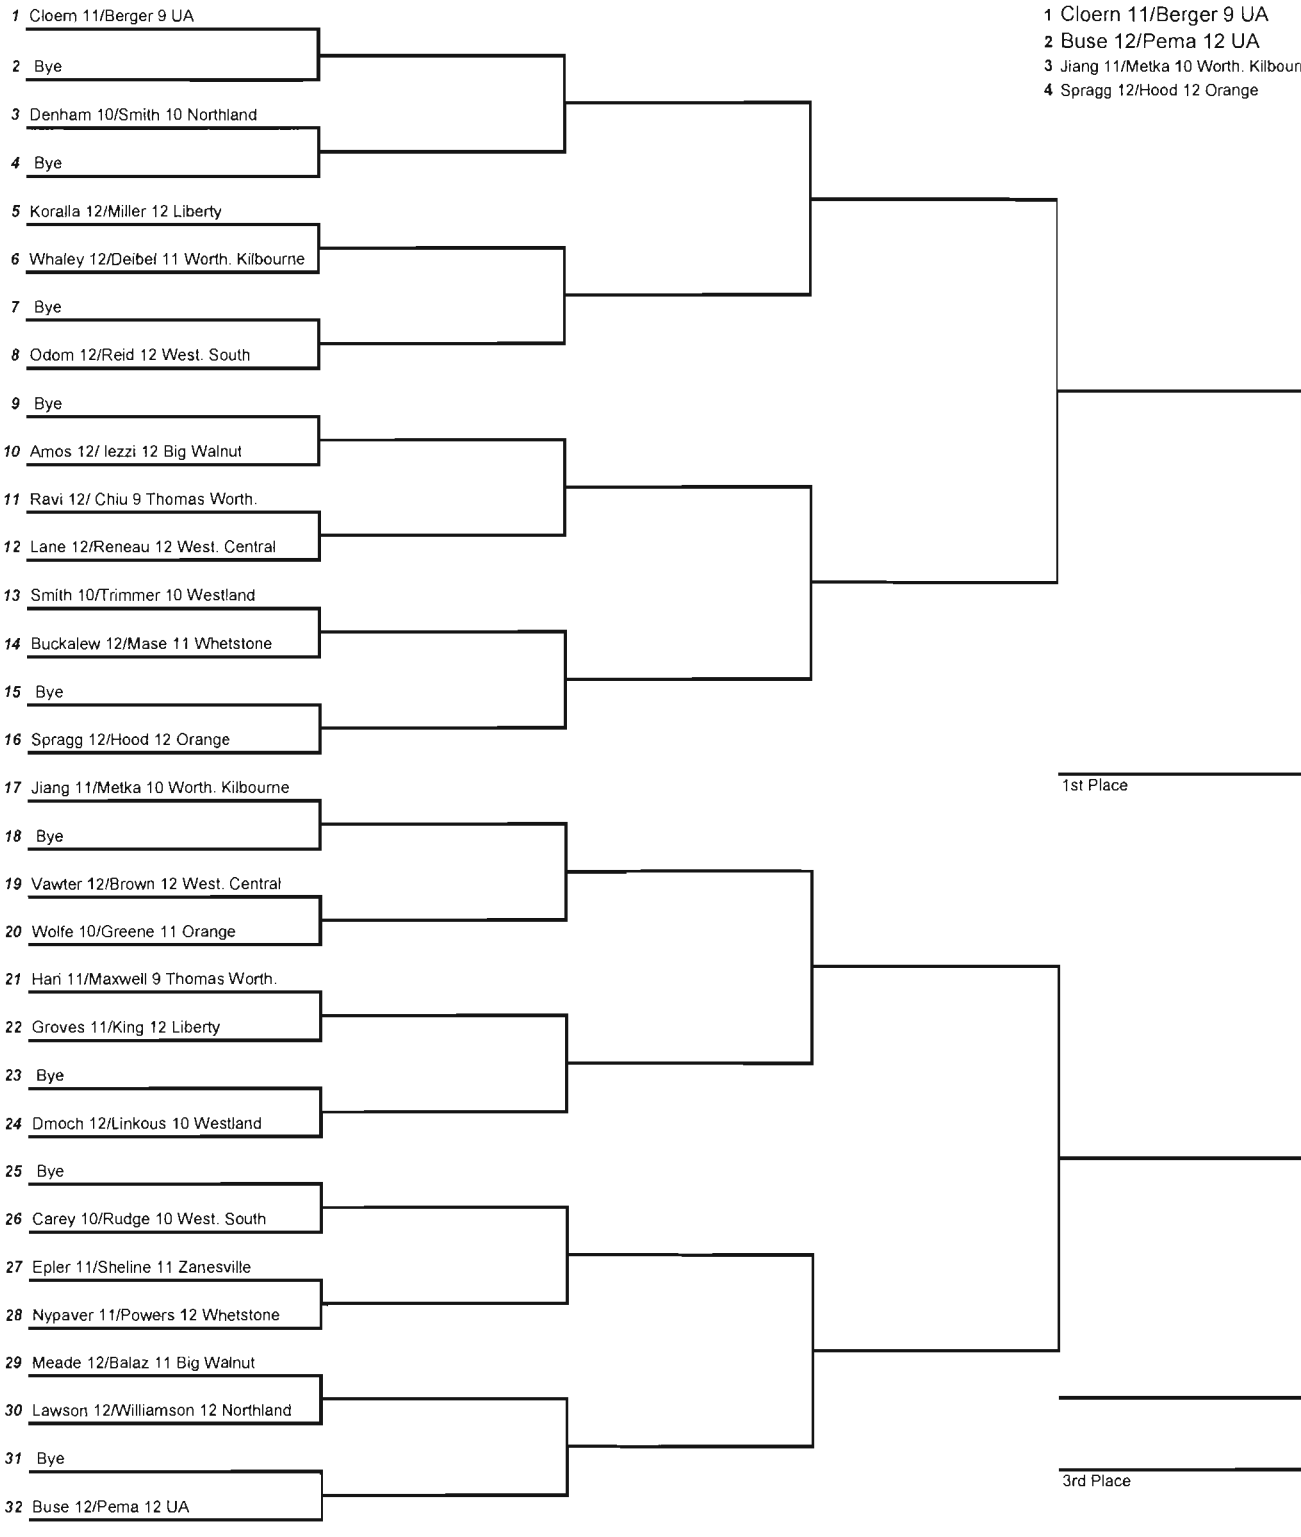 1 Cloern 11/Berger 9 UA
2 Bye
3 Denham 10/Smith 10 Northland
4 Bye
5 Koralla 12/Miller 12 Liberty
6 Whaley 12/Deibel 11 Worth. Kilbourne
7 Bye
8 Odom 12/Reid 12 West. South
9 Bye
10 Amos 12/ Iezzi 12 Big Walnut
11 Ravi 12/ Chiu 9 Thomas Worth.
12 Lane 12/Reneau 12 West. Central
13 Smith 10/Trimmer 10 Westland
14 Buckalew 12/Mase 11 Whetstone
15 Bye
16 Spragg 12/Hood 12 Orange
17 Jiang 11/Metka 10 Worth. Kilbourne
18 Bye
19 Vawter 12/Brown 12 West. Central
20 Wolfe 10/Greene 11 Orange
21 Hari 11/Maxwell 9 Thomas Worth.
22 Groves 11/King 12 Liberty
23 Bye
24 Dmoch 12/Linkous 10 Westland
25 Bye
26 Carey 10/Rudge 10 West. South
27 Epler 11/Sheline 11 Zanesville
28 Nypaver 11/Powers 12 Whetstone
29 Meade 12/Balaz 11 Big Walnut
30 Lawson 12/Williamson 12 Northland
31 Bye
32 Buse 12/Pema 12 UA
1 Cloern 11/Berger 9 UA
2 Buse 12/Pema 12 UA
3 Jiang 11/Metka 10 Worth. Kilbour
4 Spragg 12/Hood 12 Orange
1st Place
3rd Place